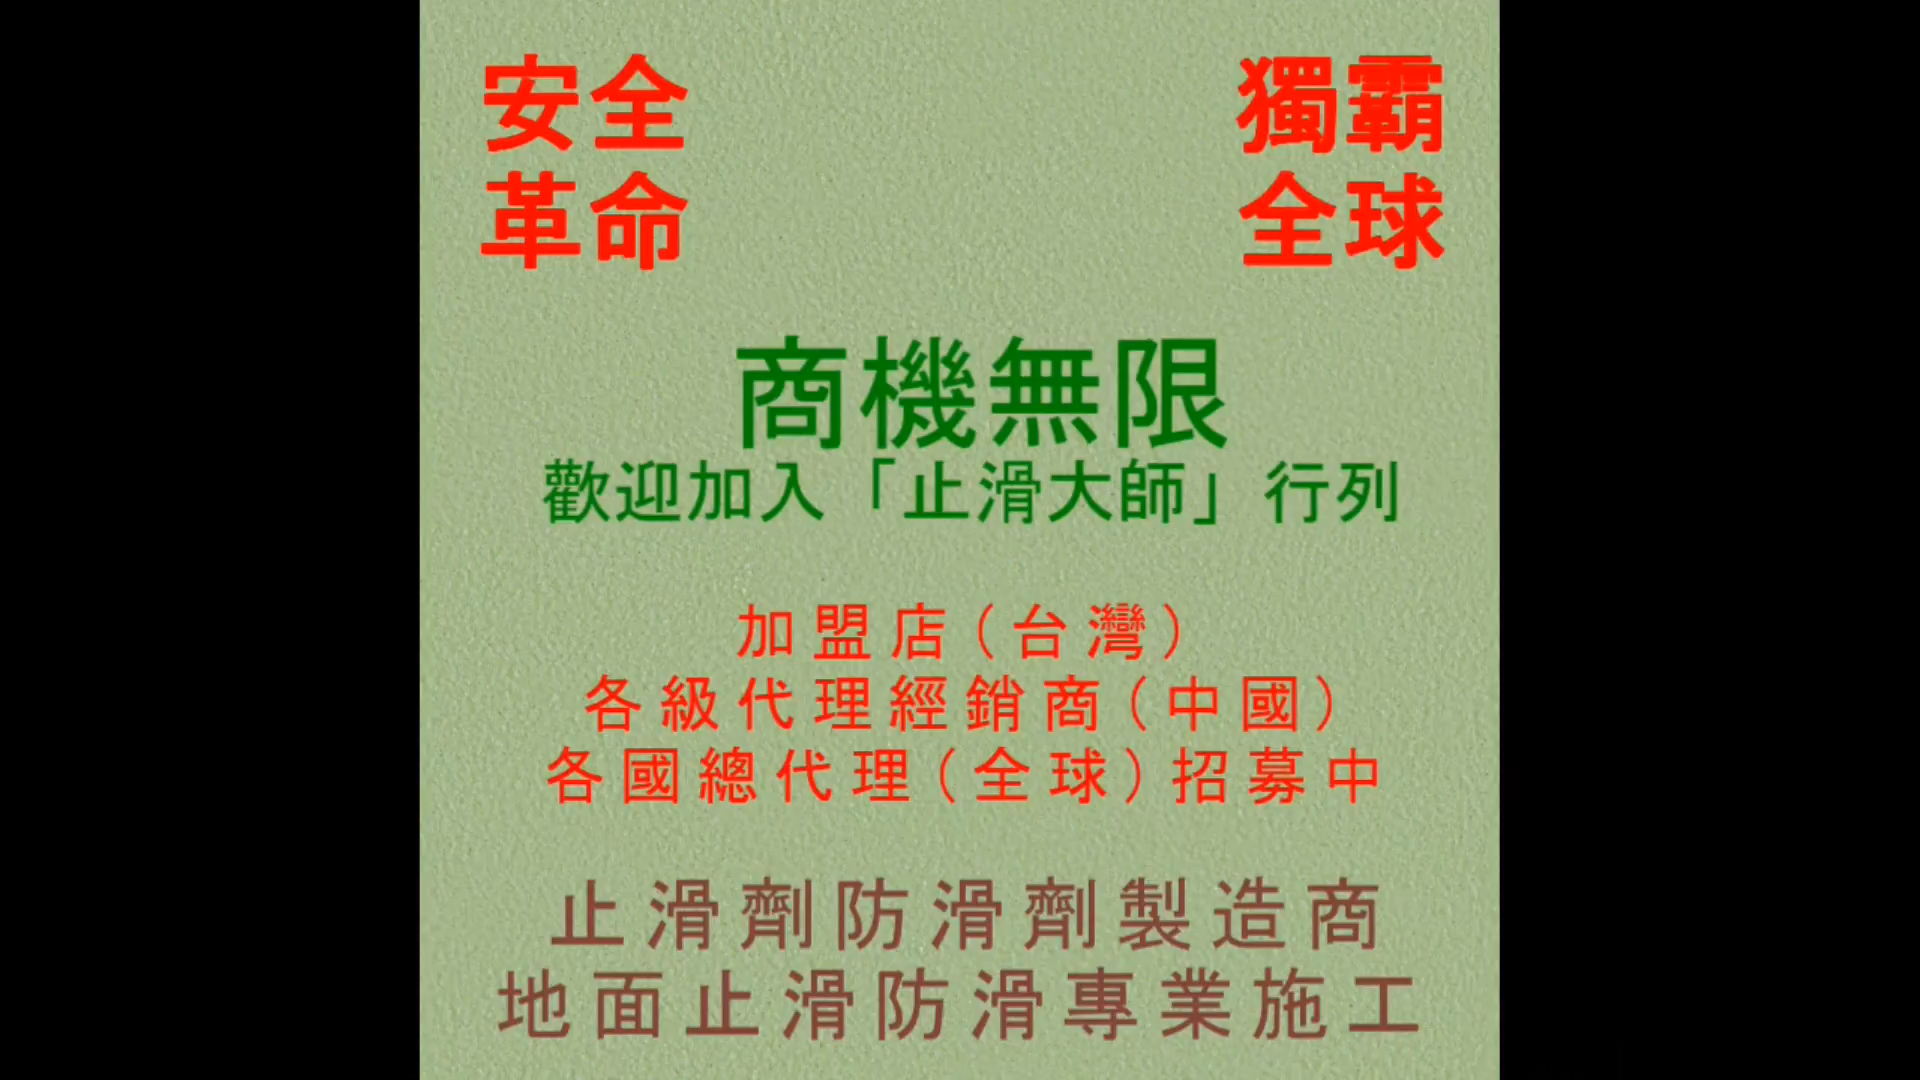 安全
革命
獨霸
全球
商機無限
歡迎加入「止滑大師」行列
加盟店(台灣)
各級代理經銷商(中國)
各國總代理(全球)招募中
止滑劑防滑劑製造商
地面止滑防滑專業施工